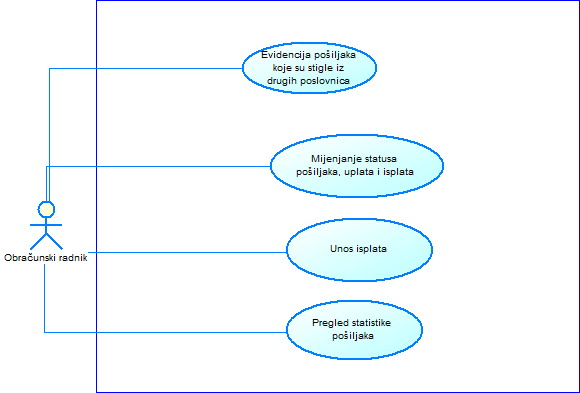 Evidencija pošiljaka
koje su stigle iz
drugih poslovnica
Mijenjanje statusa
pošiljaka, uplata i isplata
Obračunski radnik
Unos isplata
Pregled statistike
pošiljaka